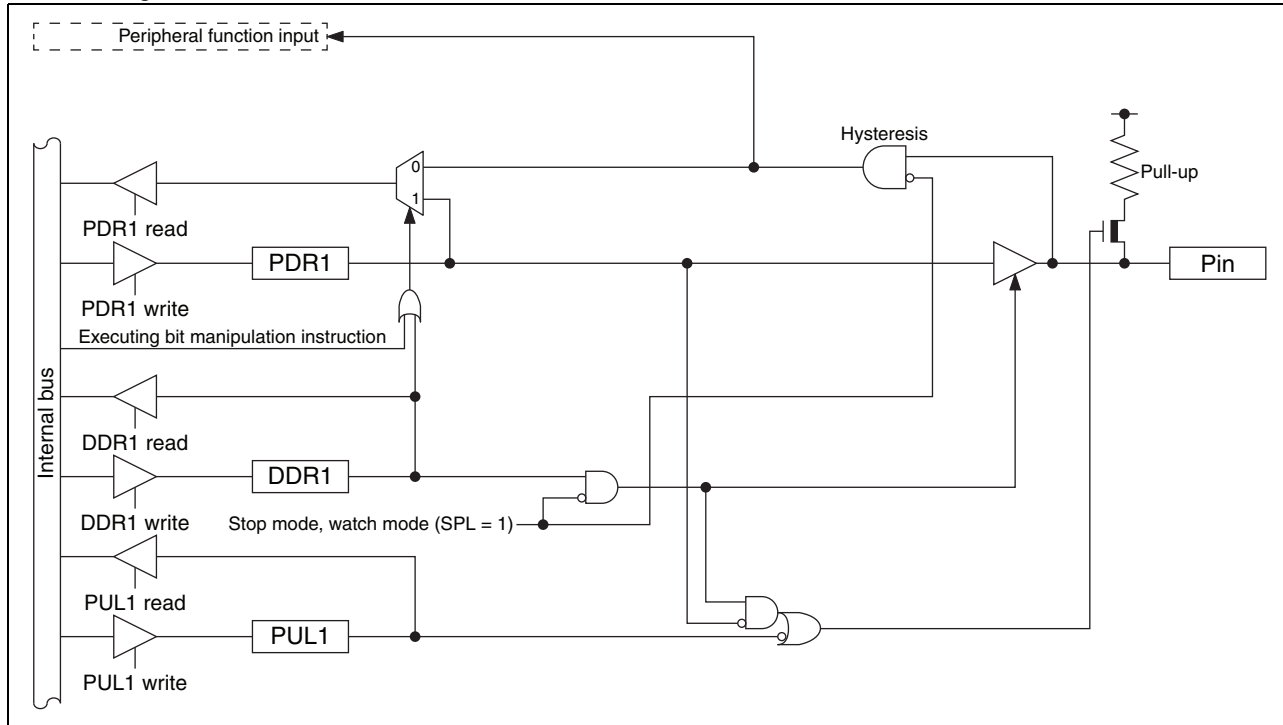 Peripheral function input
Hysteresis
0
Pull-up
1
PDR1 read
PDR1
Pin
PDR1 write
Executing bit manipulation instruction
Internal bus
DDR1 read
DDR1
DDR1 write
Stop mode, watch mode (SPL = 1)
PUL1 read
PUL1
PUL1 write